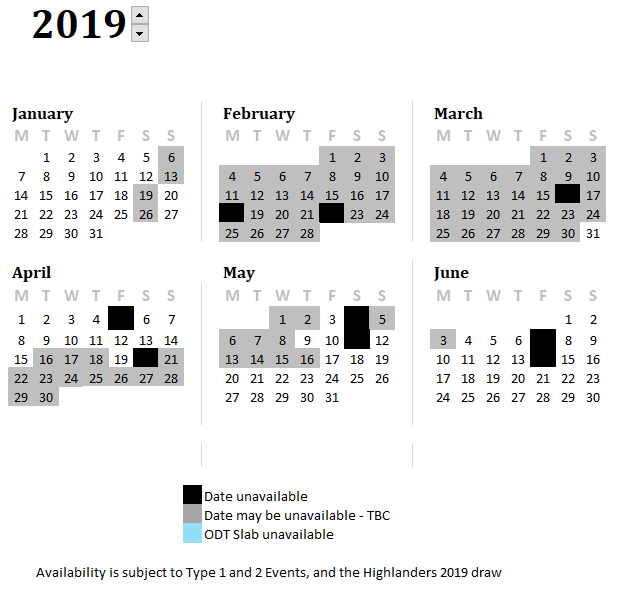 2019
January
M T W T F S S
1 2 3 4 5 6
7 8 9 10 11 12 13
14 15 16 17 18 19 20
21 22 23 24 25 26 27
28 29 30 31
February
M T W T F S S
1 2 3
4 5 6 7 8 9 10
11 12 13 14 15 16 17
19 20 21 23 24
25 26 27 28
March
M T W T F S S
1 2 3
4 5 6 7 8 9 10
11 12 13 14 15 17
18 19 20 21 22 23 24
25 26 27 28 29 30 31
April
M T W T F S S
1 2 3 4 6 7
8 9 10 11 12 13 14
15 16 17 18 19 21
22 23 24 25 26 27 28
29 30
May
M T W T F S S
1 2 3 5
6 7 8 9 10 12
13 14 15 16 17 18 19
20 21 22 23 24 25 26
27 28 29 30 31
June
M T W T F S S
1 2
3 4 5 6 8 9
10 11 12 13 15 16
17 18 19 20 21 22 23
24 25 26 27 28 29 30
Date unavailable
Date may be unavailable - TBC
ODT Slab unavailable
Availability is subject to Type 1 and 2 Events, and the Highlanders 2019 draw